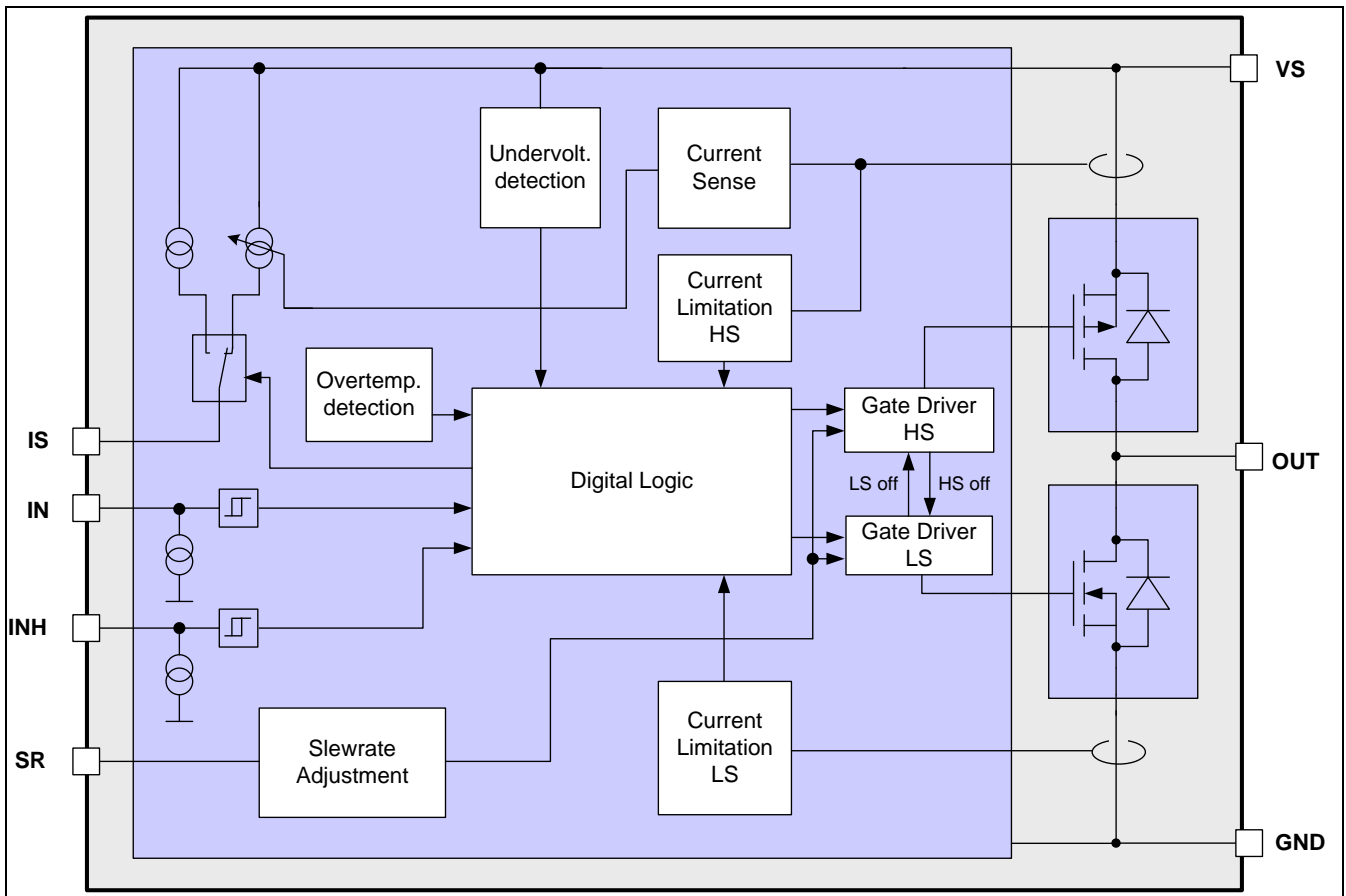 VS
Undervolt.
detection
Current
Sense
Current
Limitation
HS
Overtemp.
detection
Gate Driver
HS
IS
OUT
Digital Logic
LS off
HS off
IN
Gate Driver
LS
INH
Slewrate
Adjustment
Current
Limitation
LS
SR
GND